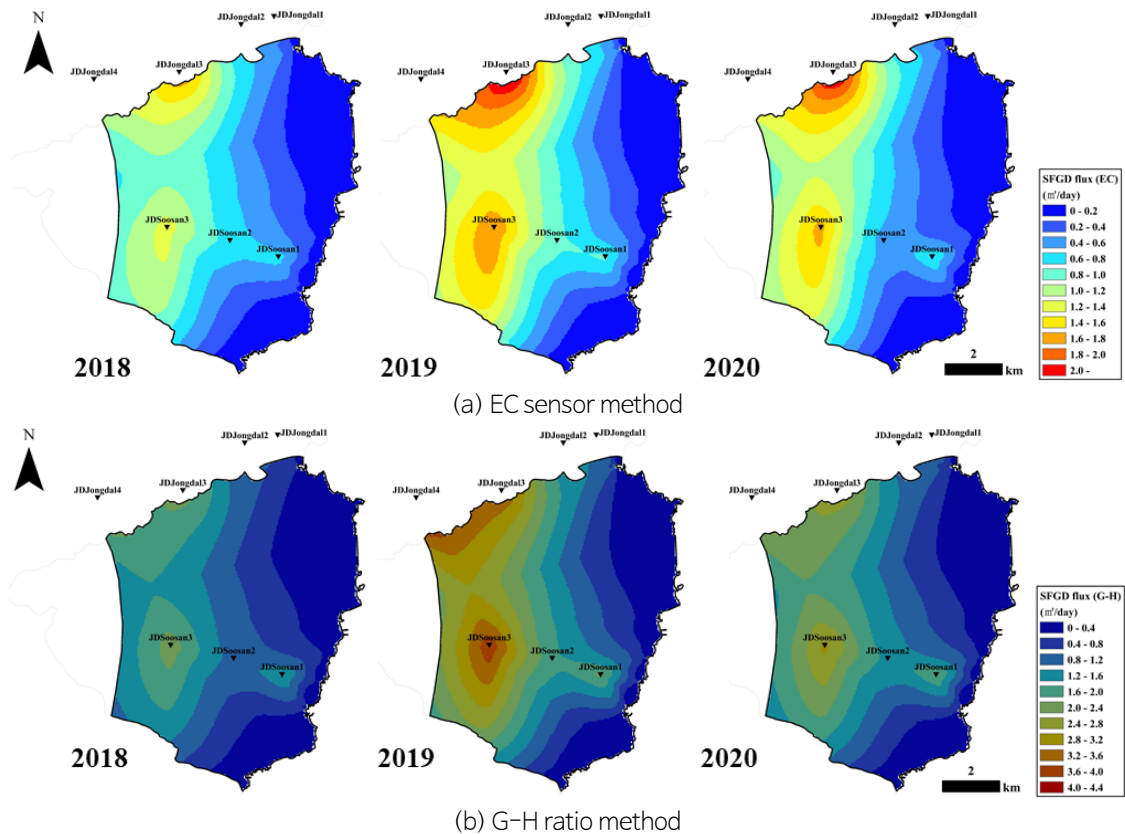 N
JDJongdal2
JDJongdal1
JDJongdal3
JDJongdal4
JDSoosan3
JDSoosan2
JDSoosan1
2018
JDJongdal2
JDJongdal1
JDJongdal3
JDJongdal4
JDSoosan3
JDSoosan2
JDSoosan1
2019
JDJongdal2
JDJongdal1
JDJongdal3
JDJongdal4
JDSoosan3
JDSoosan2
JDSoosan1
2020
2
km
SFGD flux (EC)
(㎥/day)
0 - 0.2
0.2 - 0.4
0.4 - 0.6
0.6 - 0.8
0.8 - 1.0
1.0 - 1.2
1.2 - 1.4
1.4 - 1.6
1.6 - 1.8
1.8 - 2.0
2.0 -
(a) EC sensor method
N
JDJongdal2
JDJongdal1
JDJongdal3
JDJongdal4
JDSoosan3
JDSoosan2
JDSoosan1
2018
JDJongdal2
JDJongdal1
JDJongdal3
JDJongdal4
JDSoosan3
JDSoosan2
JDSoosan1
2019
JDJongdal2
JDJongdal1
JDJongdal3
JDJongdal4
JDSoosan3
JDSoosan2
JDSoosan1
2020
2
km
SFGD flux (G-H)
(㎥/day)
0 - 0.4
0.4 - 0.8
0.8 - 1.2
1.2 - 1.6
1.6 - 2.0
2.0 - 2.4
2.4 - 2.8
2.8 - 3.2
3.2 - 3.6
3.6 - 4.0
4.0 - 4.4
(b) G-H ratio method